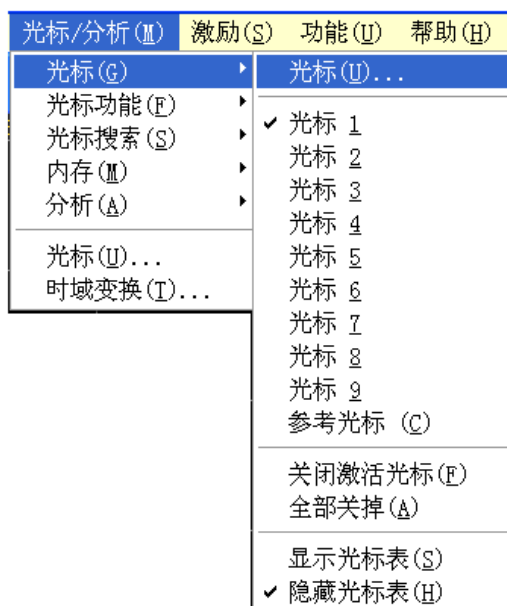 光标/分析(M) 激励(S) 功能(U) 帮助(H)
光标(G)
光标功能(F)
光标搜索(S)
内存(M)
分析(A)
光标(U)...
时域变换(T)...
光标(U)...
光标 1
光标 2
光标 3
光标 4
光标 5
光标 6
光标 7
光标 8
光标 9
参考光标 (C)
关闭激活光标(F)
全部关掉(A)
显示光标表(S)
隐藏光标表(H)